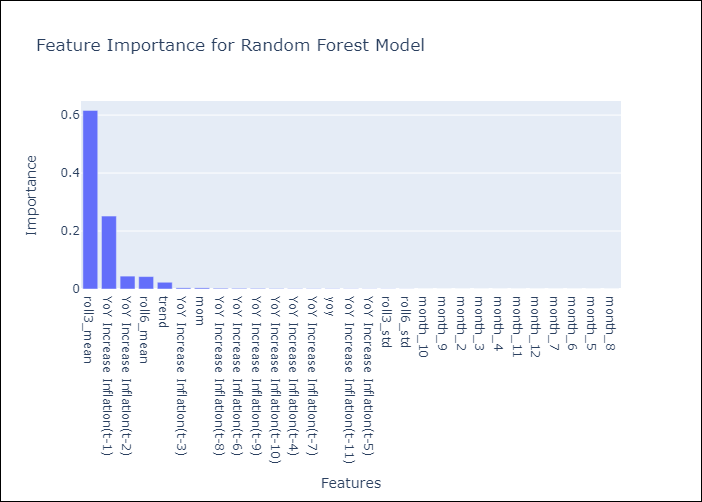 Feature Importance for Random Forest Model
Importance
0.6
0.4
0.2
0
roll3_mean
YoY Increase Inflation(t-1)
YoY Increase Inflation(t-2)
roll6_mean
trend
YoY Increase Inflation(t-3)
mom
YoY Increase Inflation(t-8)
YoY Increase Inflation(t-6)
YoY Increase Inflation(t-9)
YoY Increase Inflation(t-10)
YoY Increase Inflation(t-4)
YoY Increase Inflation(t-7)
yoy
YoY Increase Inflation(t-11)
YoY Increase Inflation(t-5)
roll3_std
roll6_std
month_10
month_9
month_2
month_3
month_4
month_11
month_12
month_7
month_6
month_5
month_8
Features